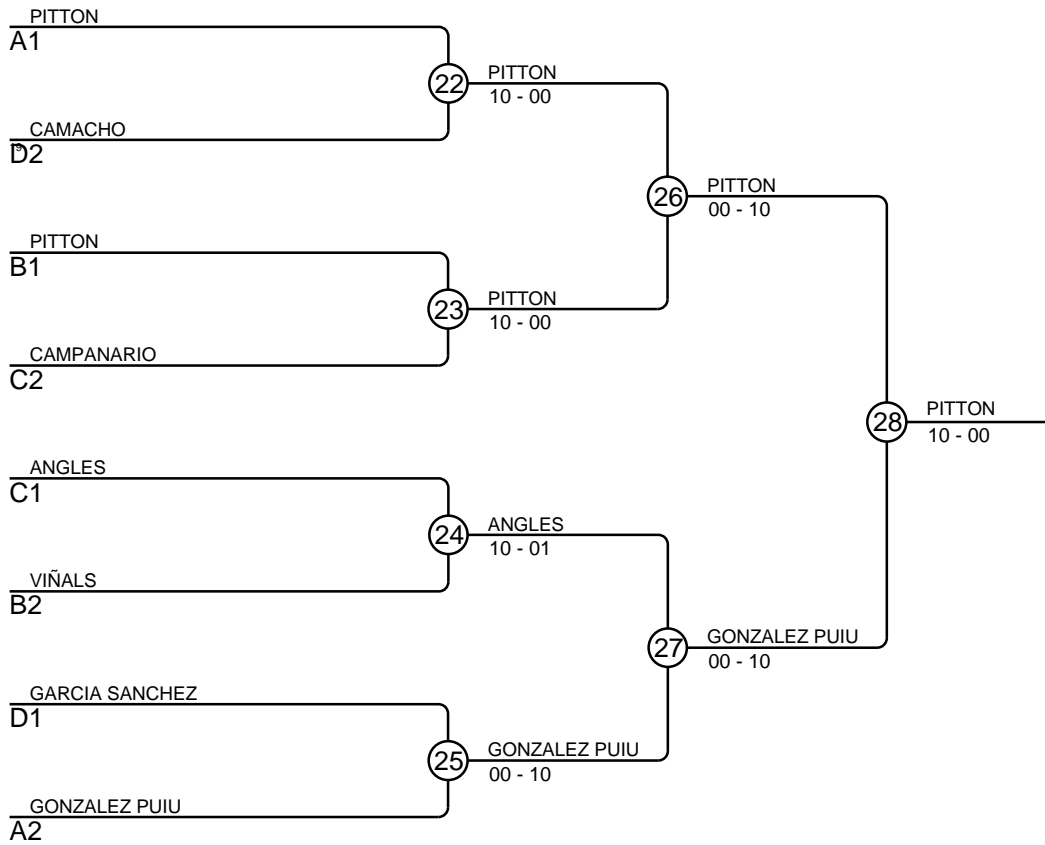 PITTON
A1
22
PITTON
10 - 00
CAMACHO
D2
26
PITTON
00 - 10
PITTON
B1
23
PITTON
10 - 00
CAMPANARIO
C2
28
PITTON
10 - 00
ANGLES
C1
24
ANGLES
10 - 01
VIÑALS
B2
27
GONZALEZ PUIU
00 - 10
GARCIA SANCHEZ
D1
25
GONZALEZ PUIU
00 - 10
GONZALEZ PUIU
A2